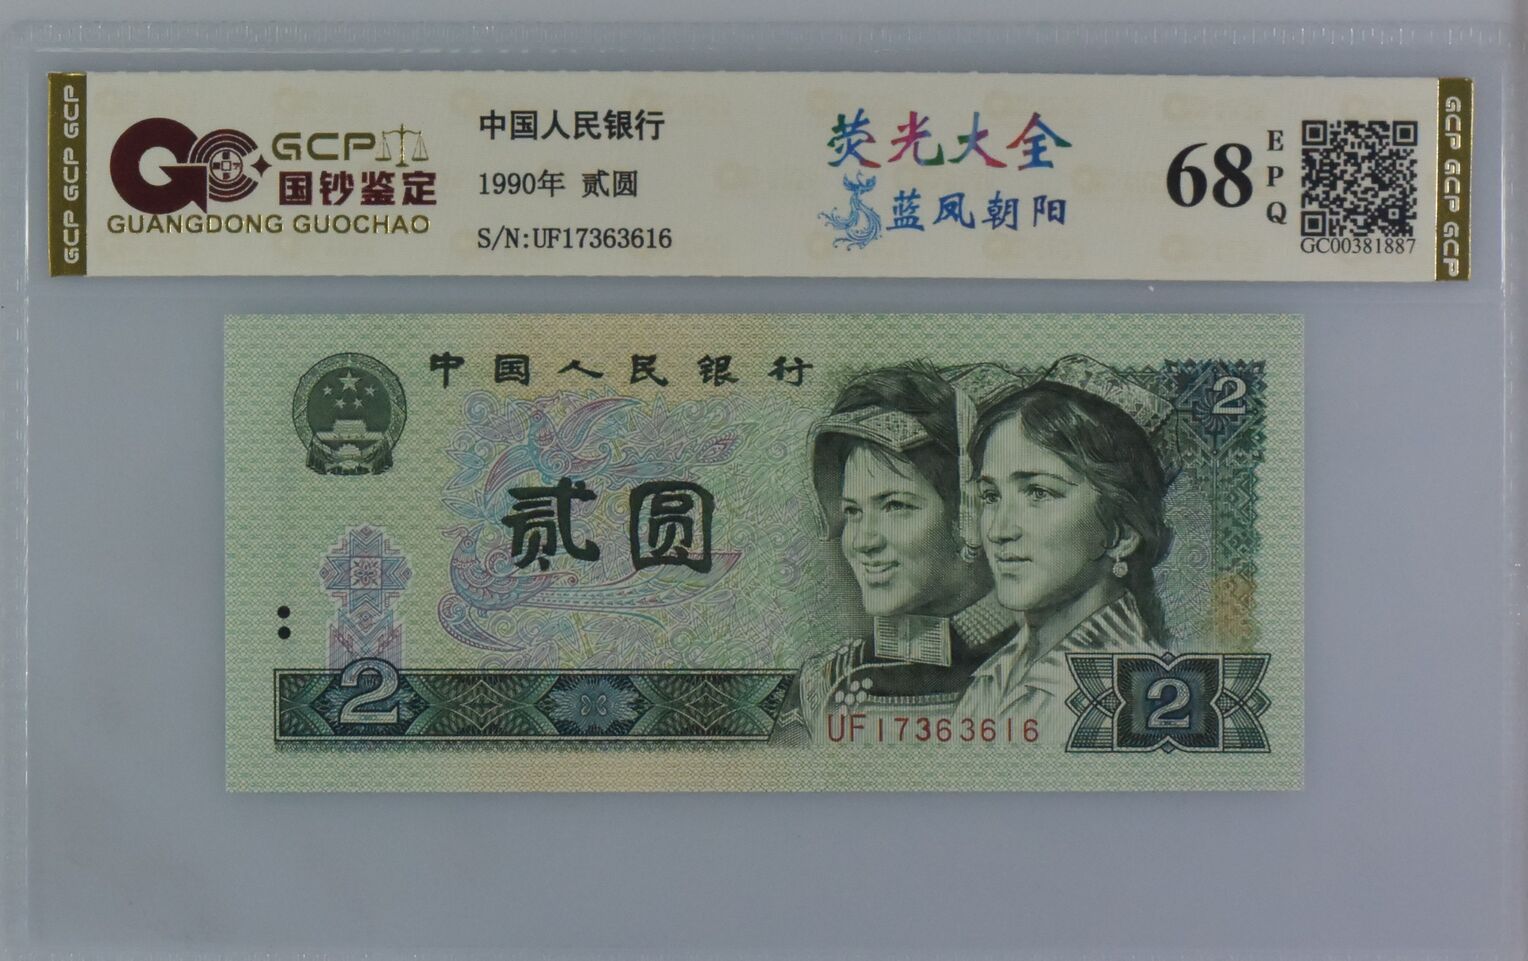 GCP GCP GCP
GCP
国钞鉴定
GUANGDONG GUOCHAO
中国人民银行
1990年 贰圆
S/N:UF17363616
荧光大全
蓝凤朝阳
68
EPQ
GC00381887
GCP GCP GCP
中国人民银行
2
贰圆
2
UF17363616
2